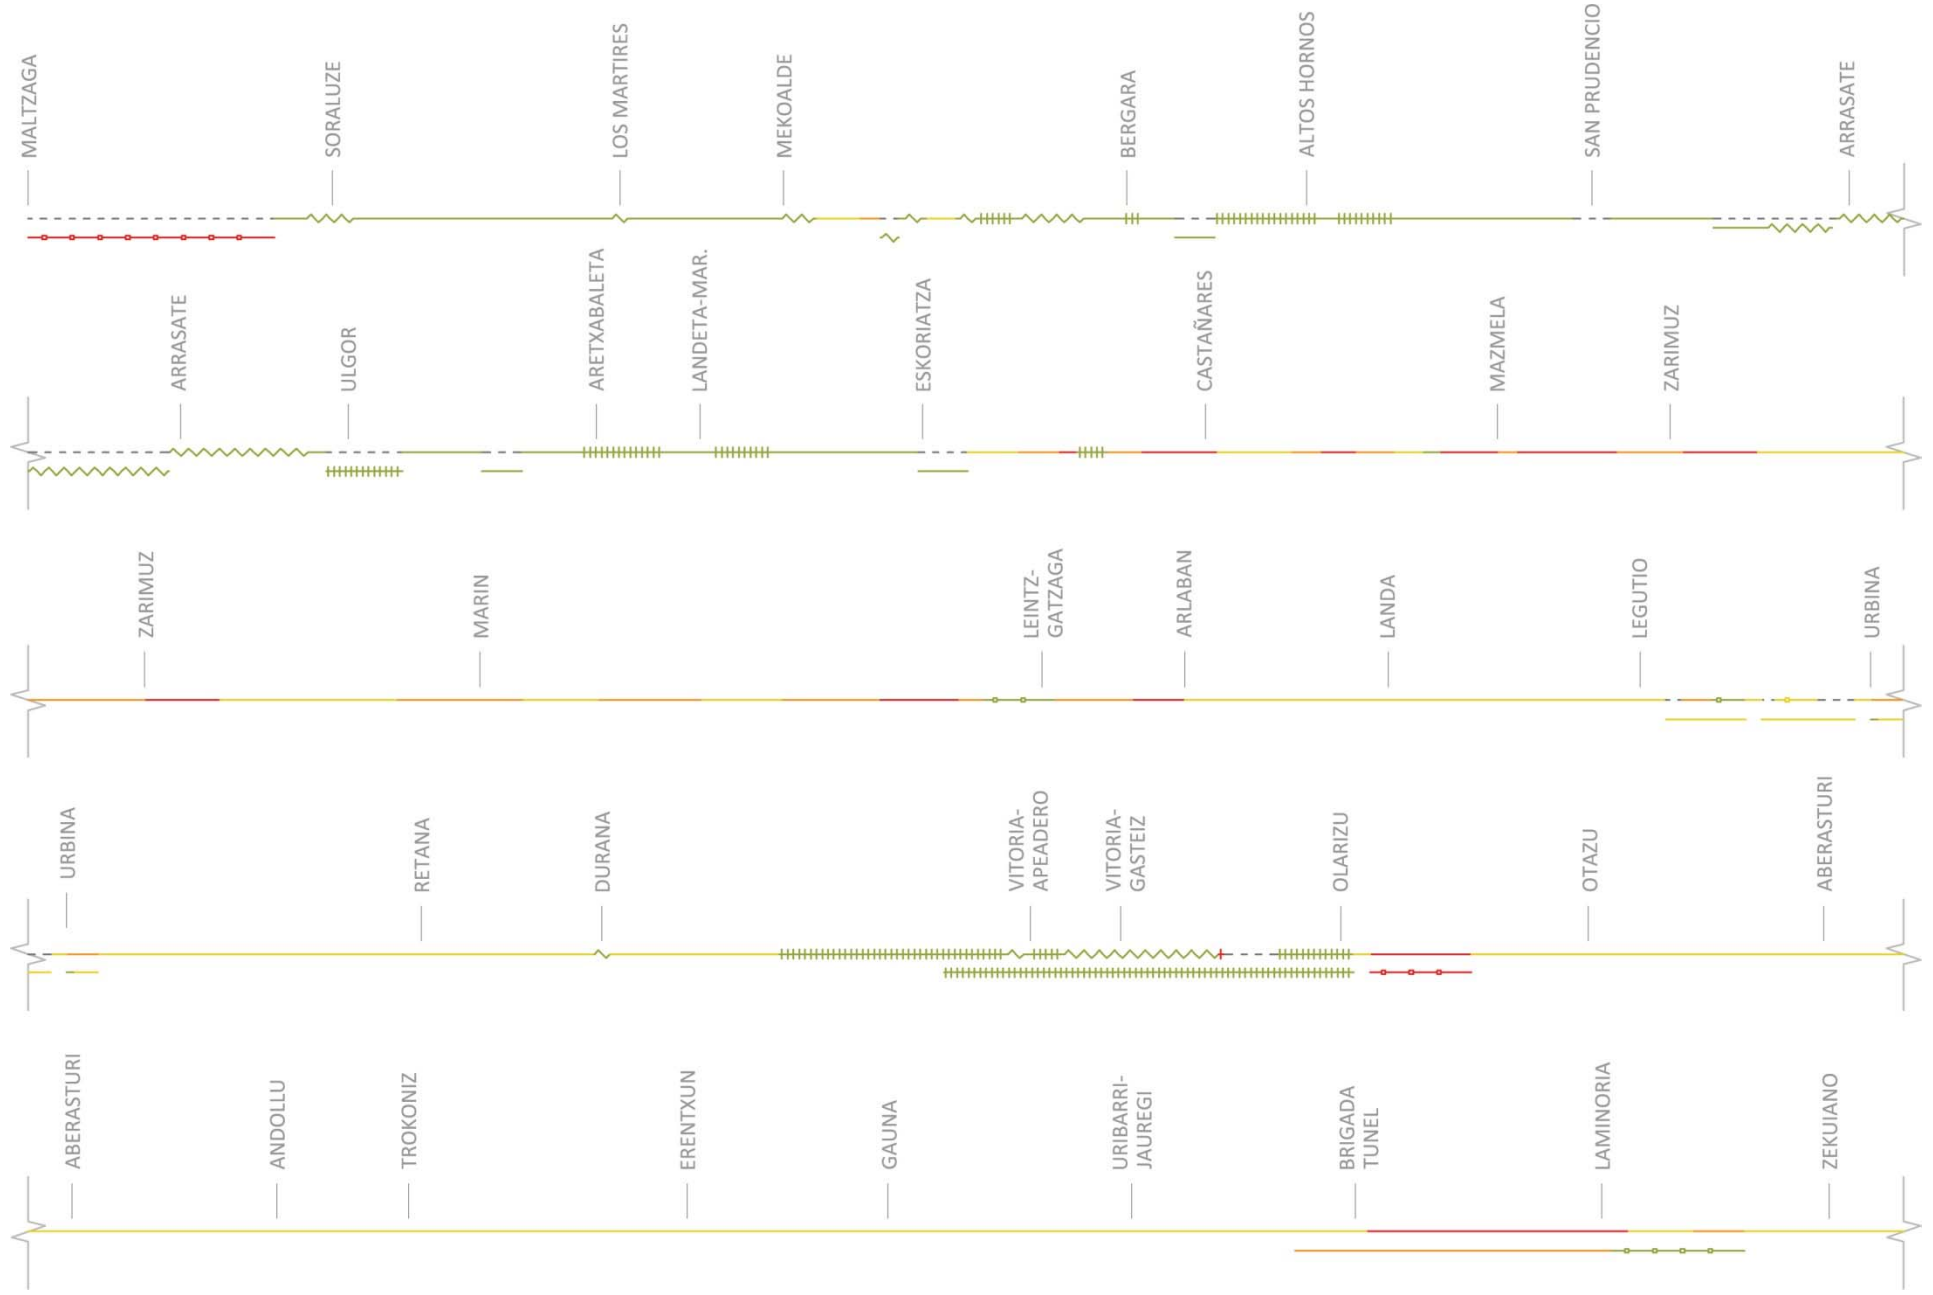 MALTZAGA
SORALUZE
LOS MARTIRES
MEKOALDE
BERGARA
ALTOS HORNOS
SAN PRUDENCIO
ARRASATE
ARRASATE
ULGOR
ARETXABALETA
LANDETA-MAR.
ESKORIATZA
CASTAÑARES
MAZMELA
ZARIMUZ
ZARIMUZ
MARIN
LEINTZ-
GATZAGA
ARLABAN
LANDA
LEGUTIO
URBINA
URBINA
RETANA
DURANA
VITORIA-
APEADERO
VITORIA-
GASTEIZ
OLARIZU
OTAZU
ABERASTURI
ABERASTURI
ANDOLLU
TROKONIZ
ERENTXUN
GAUNA
URIBARRI-
JAUREGI
BRIGADA
TUNEL
LAMINORIA
ZEKUIANO